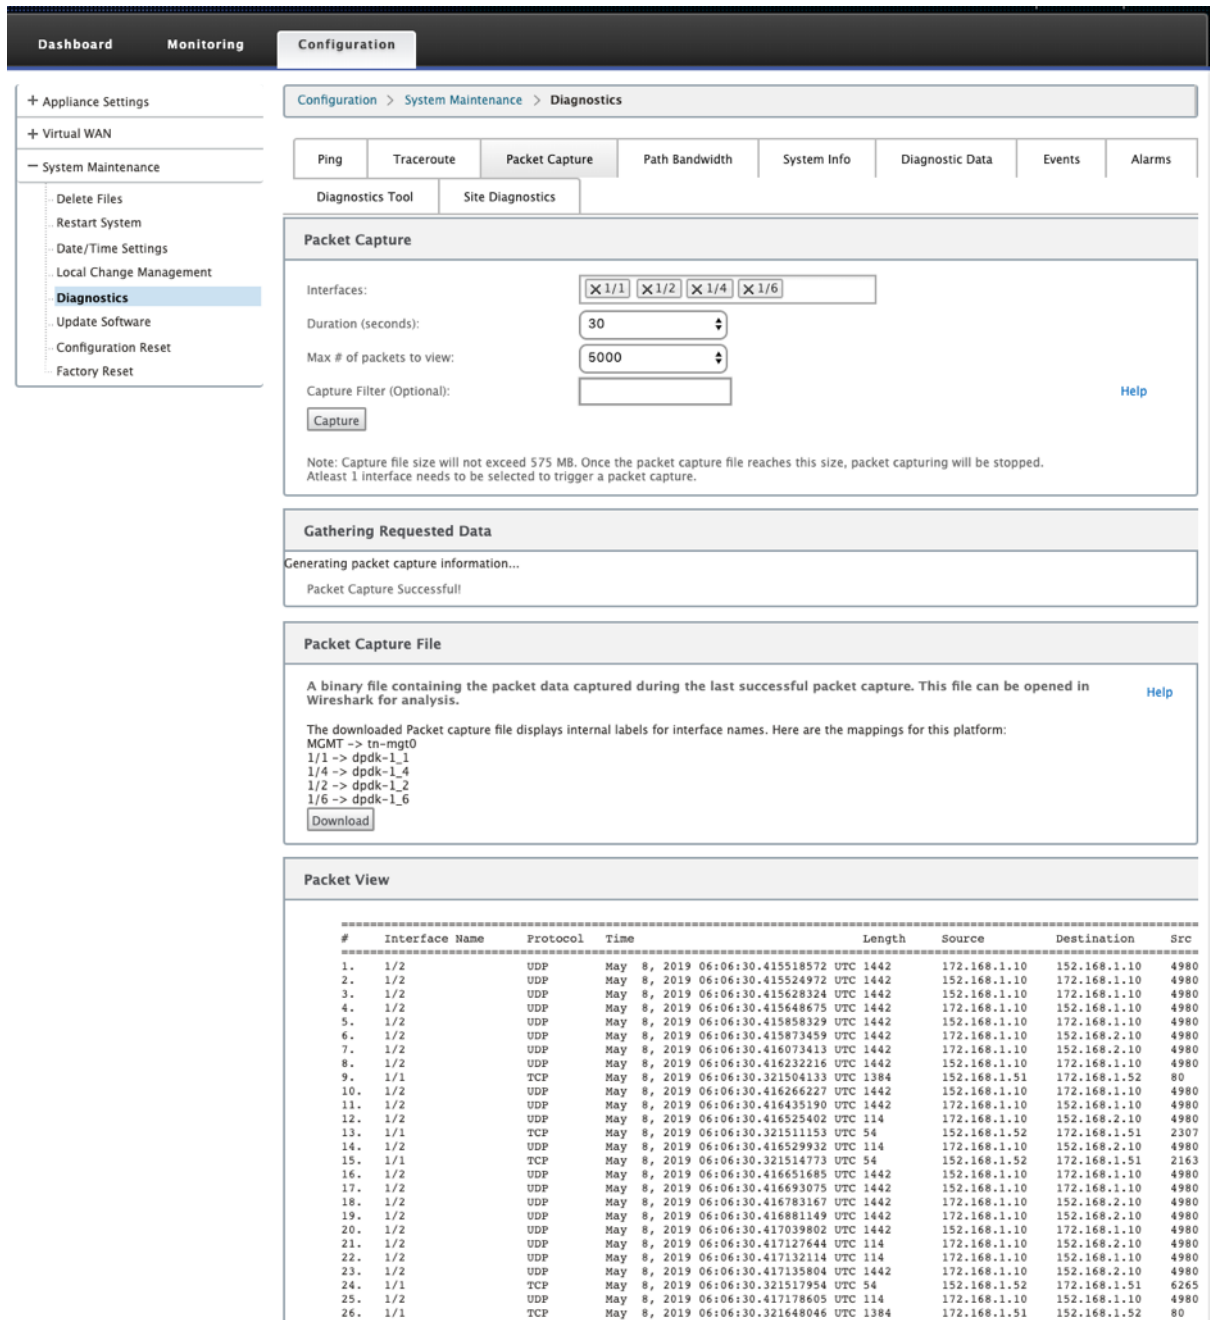 Dashboard Monitoring Configuration
+ Appliance Settings
+ Virtual WAN
− System Maintenance
Delete Files
Restart System
Date/Time Settings
Local Change Management
Diagnostics
Update Software
Configuration Reset
Factory Reset
Configuration > System Maintenance > Diagnostics
Ping Traceroute Packet Capture Path Bandwidth System Info Diagnostic Data Events Alarms
Diagnostics Tool Site Diagnostics
Packet Capture
Interfaces: ×1/1 ×1/2 ×1/4 ×1/6
Duration (seconds): 30
Max # of packets to view: 5000
Capture Filter (Optional): Help
Capture
Note: Capture file size will not exceed 575 MB. Once the packet capture file reaches this size, packet capturing will be stopped.
Atleast 1 interface needs to be selected to trigger a packet capture.
Gathering Requested Data
Generating packet capture information...
Packet Capture Successful!
Packet Capture File
A binary file containing the packet data captured during the last successful packet capture. This file can be opened in
Wireshark for analysis.
Help
The downloaded Packet capture file displays internal labels for interface names. Here are the mappings for this platform:
MGMT -> tn-mgt0
1/1 -> dpdk-1_1
1/4 -> dpdk-1_4
1/2 -> dpdk-1_2
1/6 -> dpdk-1_6
Download
Packet View
# Interface Name Protocol Time Length Source Destination Src
1. 1/2 UDP May 8, 2019 06:06:30.415518572 UTC 1442 172.168.1.10 152.168.1.10 4980
2. 1/2 UDP May 8, 2019 06:06:30.415524972 UTC 1442 152.168.1.10 172.168.1.10 4980
3. 1/2 UDP May 8, 2019 06:06:30.415628324 UTC 1442 152.168.1.10 172.168.1.10 4980
4. 1/2 UDP May 8, 2019 06:06:30.415648675 UTC 1442 152.168.1.10 172.168.1.10 4980
5. 1/2 UDP May 8, 2019 06:06:30.415858329 UTC 1442 152.168.1.10 172.168.1.10 4980
6. 1/2 UDP May 8, 2019 06:06:30.415873459 UTC 1442 172.168.1.10 152.168.2.10 4980
7. 1/2 UDP May 8, 2019 06:06:30.416073413 UTC 1442 172.168.1.10 152.168.2.10 4980
8. 1/2 UDP May 8, 2019 06:06:30.416232216 UTC 1442 152.168.1.10 172.168.1.10 4980
9. 1/1 TCP May 8, 2019 06:06:30.321504133 UTC 1384 152.168.1.51 172.168.1.52 80
10. 1/2 UDP May 8, 2019 06:06:30.416266227 UTC 1442 152.168.1.10 172.168.1.10 4980
11. 1/2 UDP May 8, 2019 06:06:30.416435190 UTC 1442 152.168.1.10 172.168.1.10 4980
12. 1/2 UDP May 8, 2019 06:06:30.416525402 UTC 114 172.168.1.10 152.168.2.10 4980
13. 1/1 TCP May 8, 2019 06:06:30.321511153 UTC 54 152.168.1.52 172.168.1.51 2307
14. 1/2 UDP May 8, 2019 06:06:30.416529932 UTC 114 172.168.1.10 152.168.2.10 4980
15. 1/1 TCP May 8, 2019 06:06:30.321514773 UTC 54 152.168.1.52 172.168.1.51 2163
16. 1/2 UDP May 8, 2019 06:06:30.416651685 UTC 1442 152.168.1.10 172.168.1.10 4980
17. 1/2 UDP May 8, 2019 06:06:30.416693075 UTC 1442 152.168.1.10 172.168.1.10 4980
18. 1/2 UDP May 8, 2019 06:06:30.416783167 UTC 1442 172.168.1.10 152.168.2.10 4980
19. 1/2 UDP May 8, 2019 06:06:30.416881149 UTC 1442 172.168.1.10 152.168.2.10 4980
20. 1/2 UDP May 8, 2019 06:06:30.417039802 UTC 1442 152.168.1.10 172.168.1.10 4980
21. 1/2 UDP May 8, 2019 06:06:30.417127644 UTC 114 172.168.1.10 152.168.2.10 4980
22. 1/2 UDP May 8, 2019 06:06:30.417132114 UTC 114 172.168.1.10 152.168.1.10 4980
23. 1/2 UDP May 8, 2019 06:06:30.417135804 UTC 1442 172.168.1.10 152.168.2.10 4980
24. 1/1 TCP May 8, 2019 06:06:30.321517954 UTC 54 152.168.1.52 172.168.1.51 6265
25. 1/2 UDP May 8, 2019 06:06:30.417178605 UTC 114 172.168.1.10 152.168.1.10 4980
26. 1/1 TCP May 8, 2019 06:06:30.321648046 UTC 1384 172.168.1.51 152.168.1.52 80